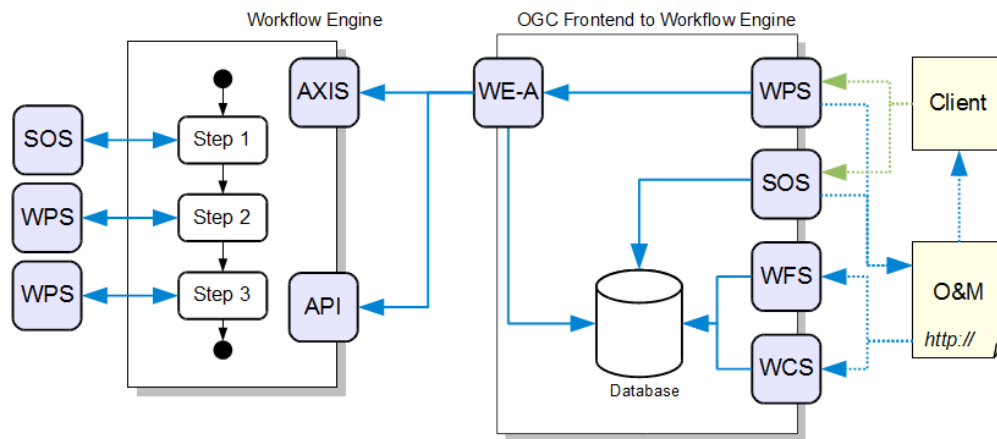 Workflow Engine
OGC Frontend to Workflow Engine
AXIS
WE-A
WPS
Client
SOS
Step 1
SOS
WPS
Step 2
WFS
WPS
Step 3
API
O&M
http://
WCS
Database